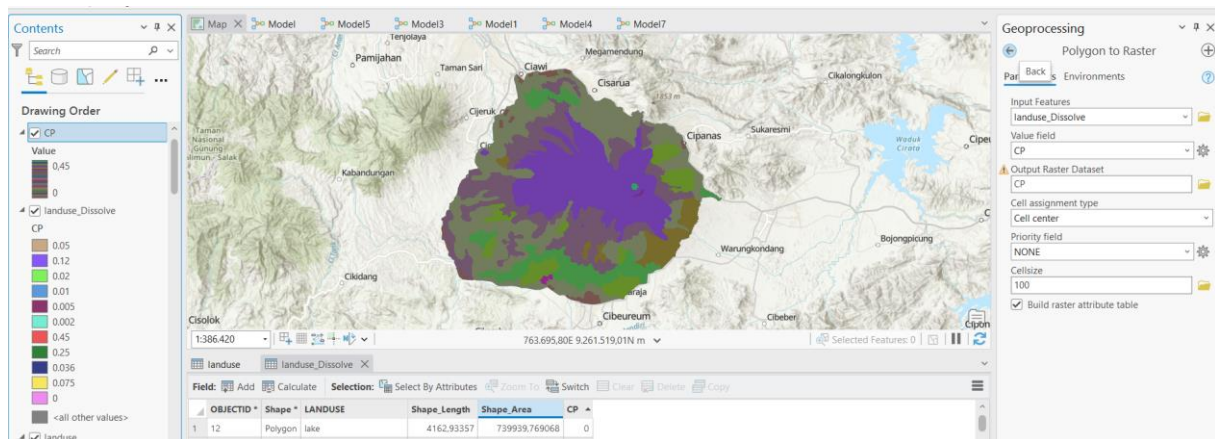 Contents
Search
Drawing Order
CP
Value
0,45
0
landuse_Dissolve
CP
0.05
0.12
0.02
0.01
0.005
0.002
0.45
0.25
0.036
0.075
0
<all other values>
landuse
Map Model Model5 Model3 Model1 Model4 Model7
Tenjolaya
Pamijahan
Taman Sari
Ciawi
Megamendung
Cisarua
Cikalongkulon
Cijeruk
Taman
Nasional
Gunung
Kabandungan
Cipanas
Sukaresmi
Waduk
Cirata
Warungkondang
Bojongpicung
Cikidang
Cisolok
Cibeureum
Cibeber
1:386.420
763.695,80E 9.261.519,01N m
Selected Features: 0
landuse landuse_Dissolve
Field: Add Calculate Selection: Select By Attributes Zoom To Switch Clear Delete Copy
OBJECTID * Shape * LANDUSE Shape_Length Shape_Area CP
1 12 Polygon lake 4162,93357 739939.769068 0
Geoprocessing
Polygon to Raster
Back
Environments
Input Features
landuse_Dissolve
Value field
CP
Output Raster Dataset
CP
Cell assignment type
Cell center
Priority field
NONE
Cellsize
100
Build raster attribute table